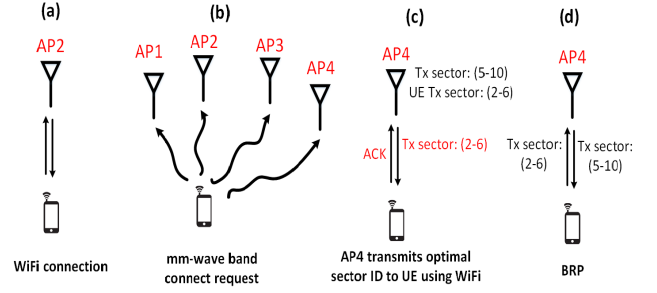 (a)
AP2
WiFi connection
(b)
AP1
AP2
AP3
AP4
mm-wave band
connect request
(c)
AP4
Tx sector: (5-10)
UE Tx sector: (2-6)
ACK
Tx sector: (2-6)
AP4 transmits optimal
sector ID to UE using WiFi
(d)
AP4
Tx sector:
(2-6)
Tx sector:
(5-10)
BRP